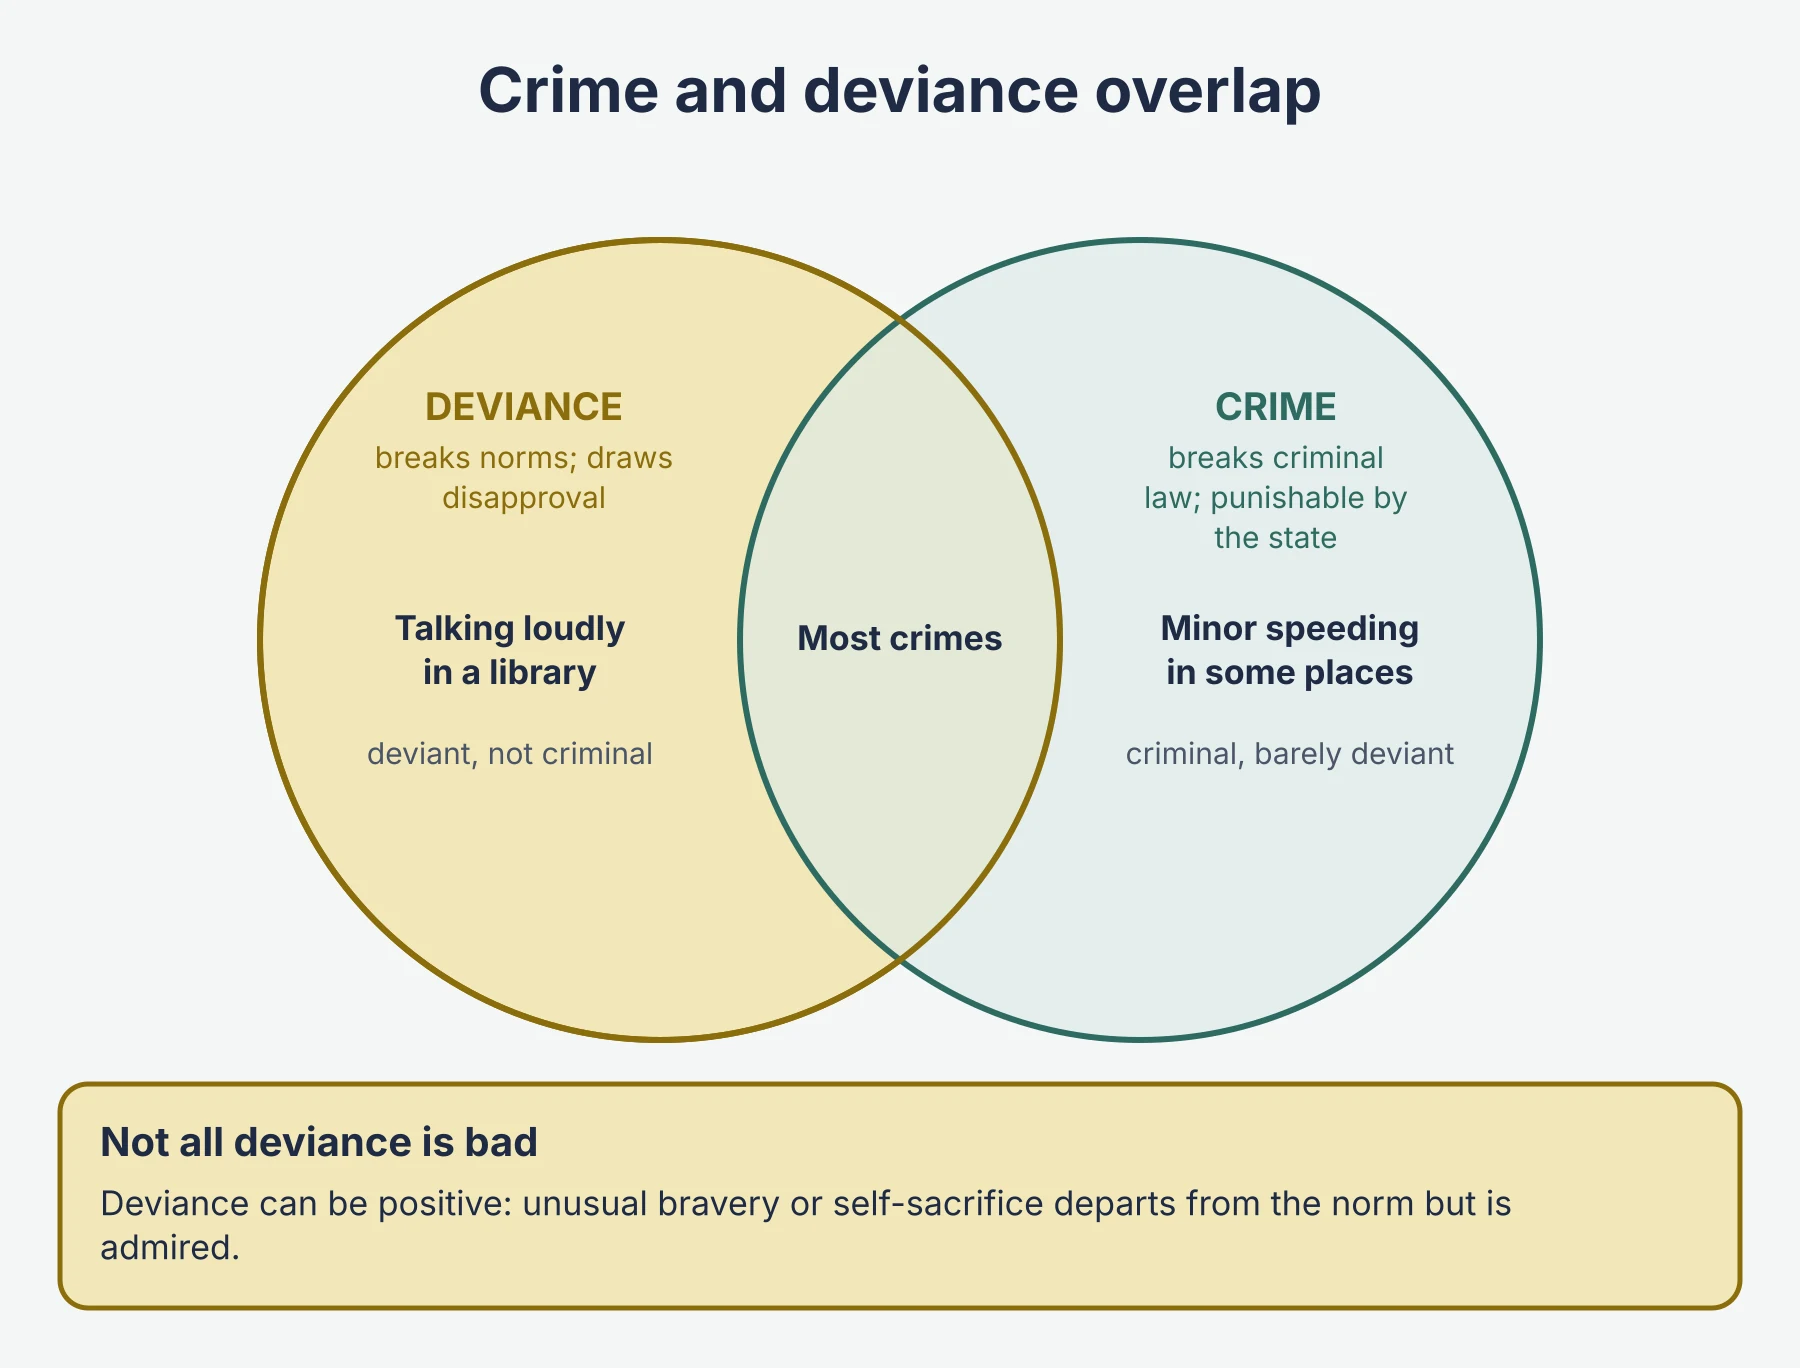 Crime and deviance overlap
DEVIANCE
breaks norms; draws
disapproval
Talking loudly
in a library
deviant, not criminal
Most crimes
CRIME
breaks criminal
law; punishable by
the state
Minor speeding
in some places
criminal, barely deviant
Not all deviance is bad
Deviance can be positive: unusual bravery or self-sacrifice departs from the norm but is
admired.